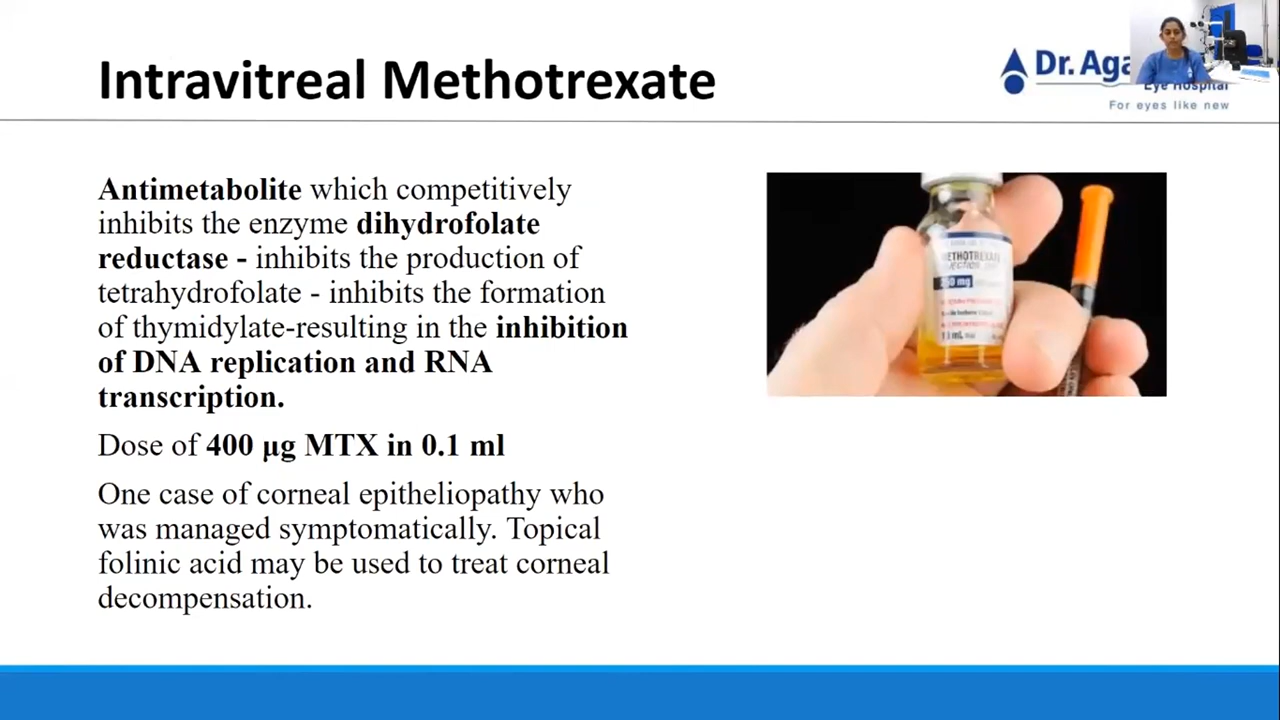 Intravitreal Methotrexate
Dr. Aga
Eye Hospital
For eyes like new
Antimetabolite which competitively
inhibits the enzyme dihydrofolate
reductase - inhibits the production of
tetrahydrofolate - inhibits the formation
of thymidylate-resulting in the inhibition
of DNA replication and RNA
transcription.
Dose of 400 µg MTX in 0.1 ml
One case of corneal epitheliopathy who
was managed symptomatically. Topical
folinic acid may be used to treat corneal
decompensation.
METHOTREXATE